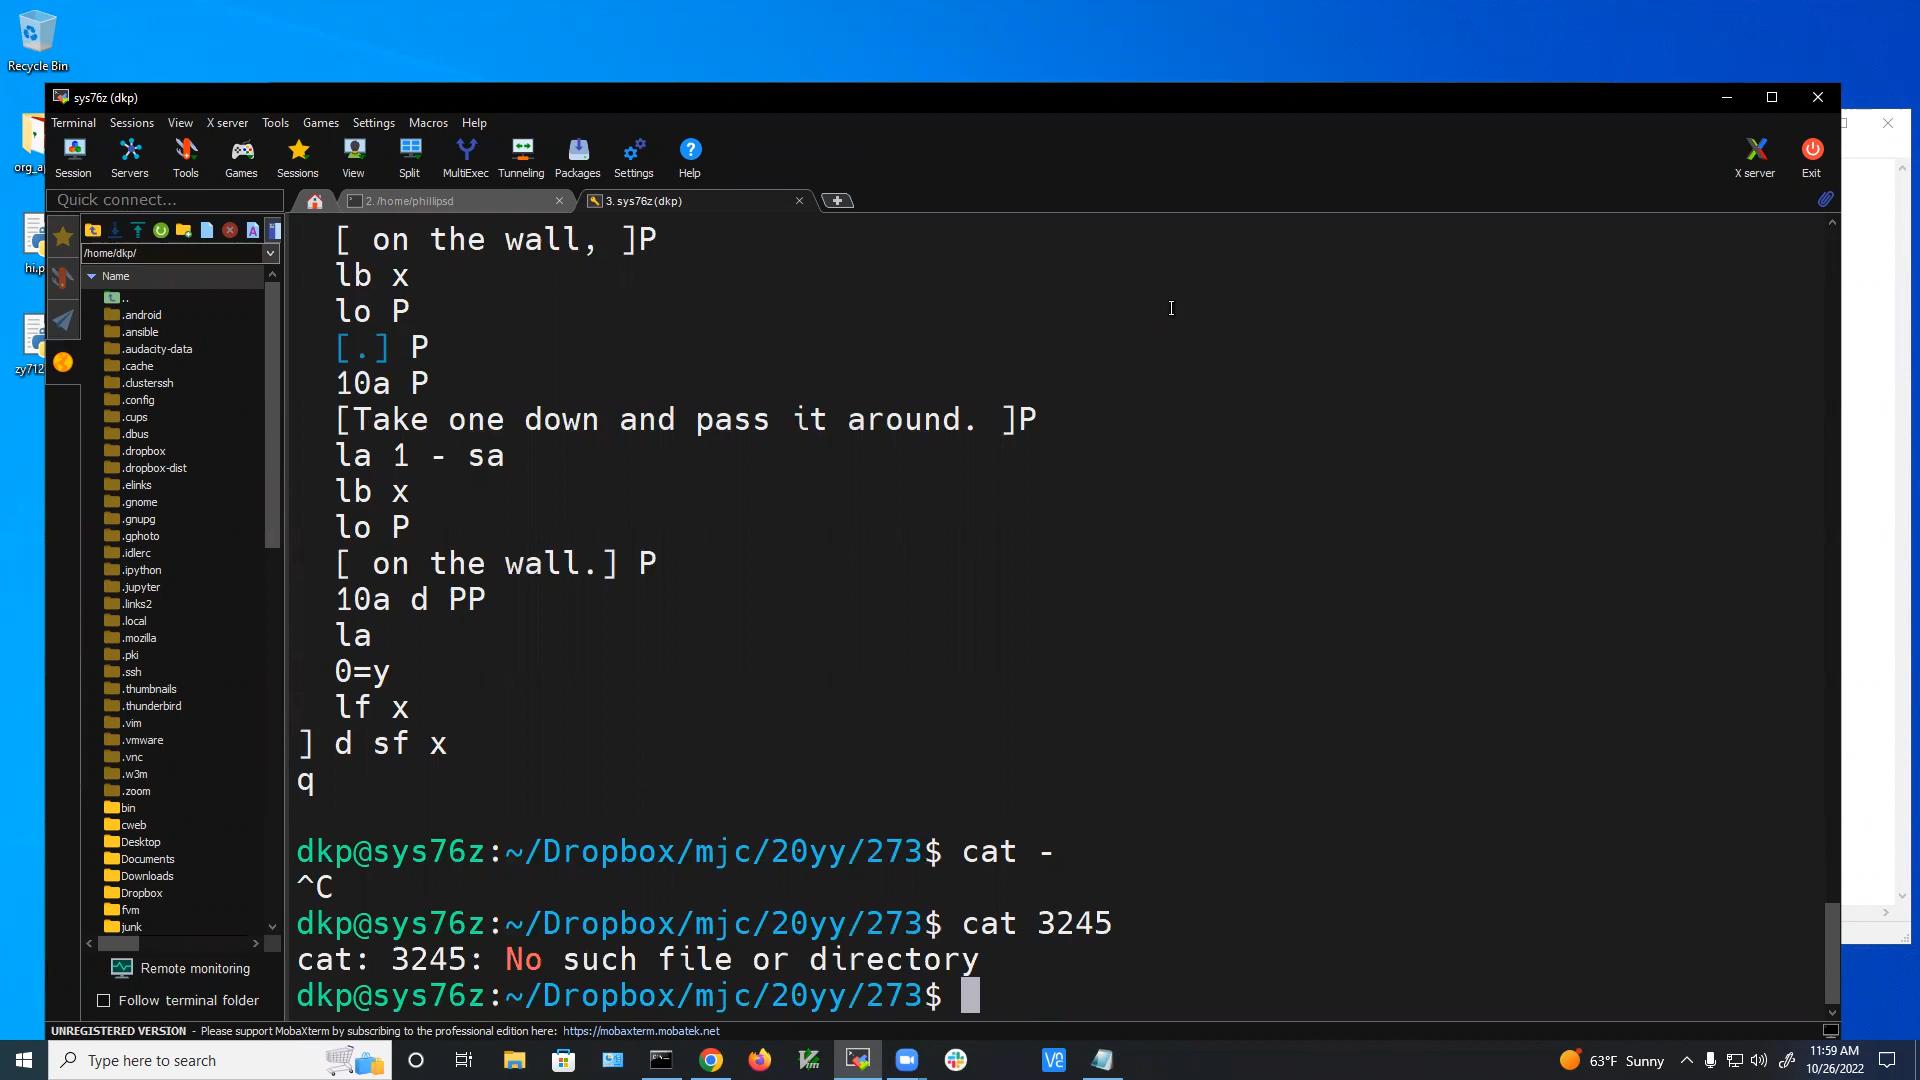 Recycle Bin
sys76z (dkp)
Terminal Sessions View X server Tools Games Settings Macros Help
Session Servers Tools Games Sessions View Split MultiExec Tunneling Packages Settings Help X server Exit
Quick connect...
2. /home/phillipsd
3. sys76z (dkp)
/home/dkp/
Name
..
.android
.ansible
.audacity-data
.cache
.clusterssh
.config
.cups
.dbus
.dropbox
.dropbox-dist
.elinks
.gnome
.gnupg
.gphoto
.idlerc
.ipython
.jupyter
.links2
.local
.mozilla
.pki
.ssh
.thumbnails
.thunderbird
.vim
.vmware
.vnc
.w3m
.zoom
bin
cweb
Desktop
Documents
Downloads
Dropbox
fvm
junk
Remote monitoring
Follow terminal folder
[ on the wall, ]P
lb x
lo P
[.] P
10a P
[Take one down and pass it around. ]P
la 1 - sa
lb x
lo P
[ on the wall.] P
10a d PP
la
0=y
lf x
] d sf x
q
dkp@sys76z:~/Dropbox/mjc/20yy/273$ cat -
^C
dkp@sys76z:~/Dropbox/mjc/20yy/273$ cat 3245
cat: 3245: No such file or directory
dkp@sys76z:~/Dropbox/mjc/20yy/273$
UNREGISTERED VERSION - Please support MobaXterm by subscribing to the professional edition here: https://mobaxterm.mobatek.net
Type here to search
63°F Sunny
11:59 AM
10/26/2022